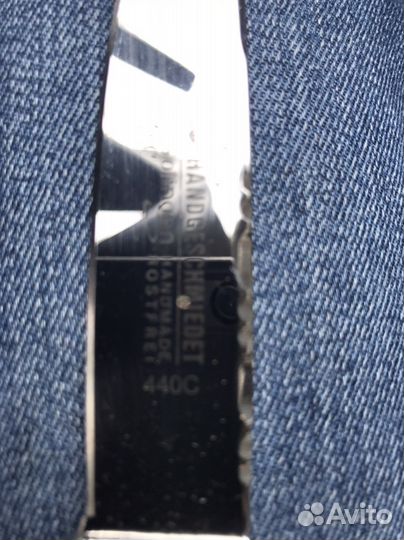 HANDGESCHMIEDET
HANDMADE
ROSTFREI
440C
Avito